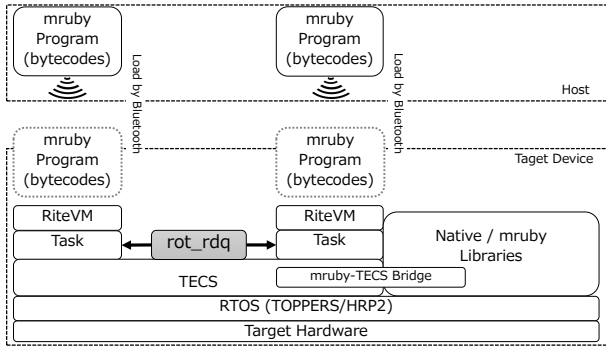 mruby
Program
(bytecodes)
mruby
Program
(bytecodes)
Load by Bluetooth
Load by Bluetooth
Host
mruby
Program
(bytecodes)
mruby
Program
(bytecodes)
Taget Device
RiteVM
RiteVM
Task
rot_rdq
Task
Native / mruby
Libraries
TECS
mruby-TECS Bridge
RTOS (TOPPERS/HRP2)
Target Hardware